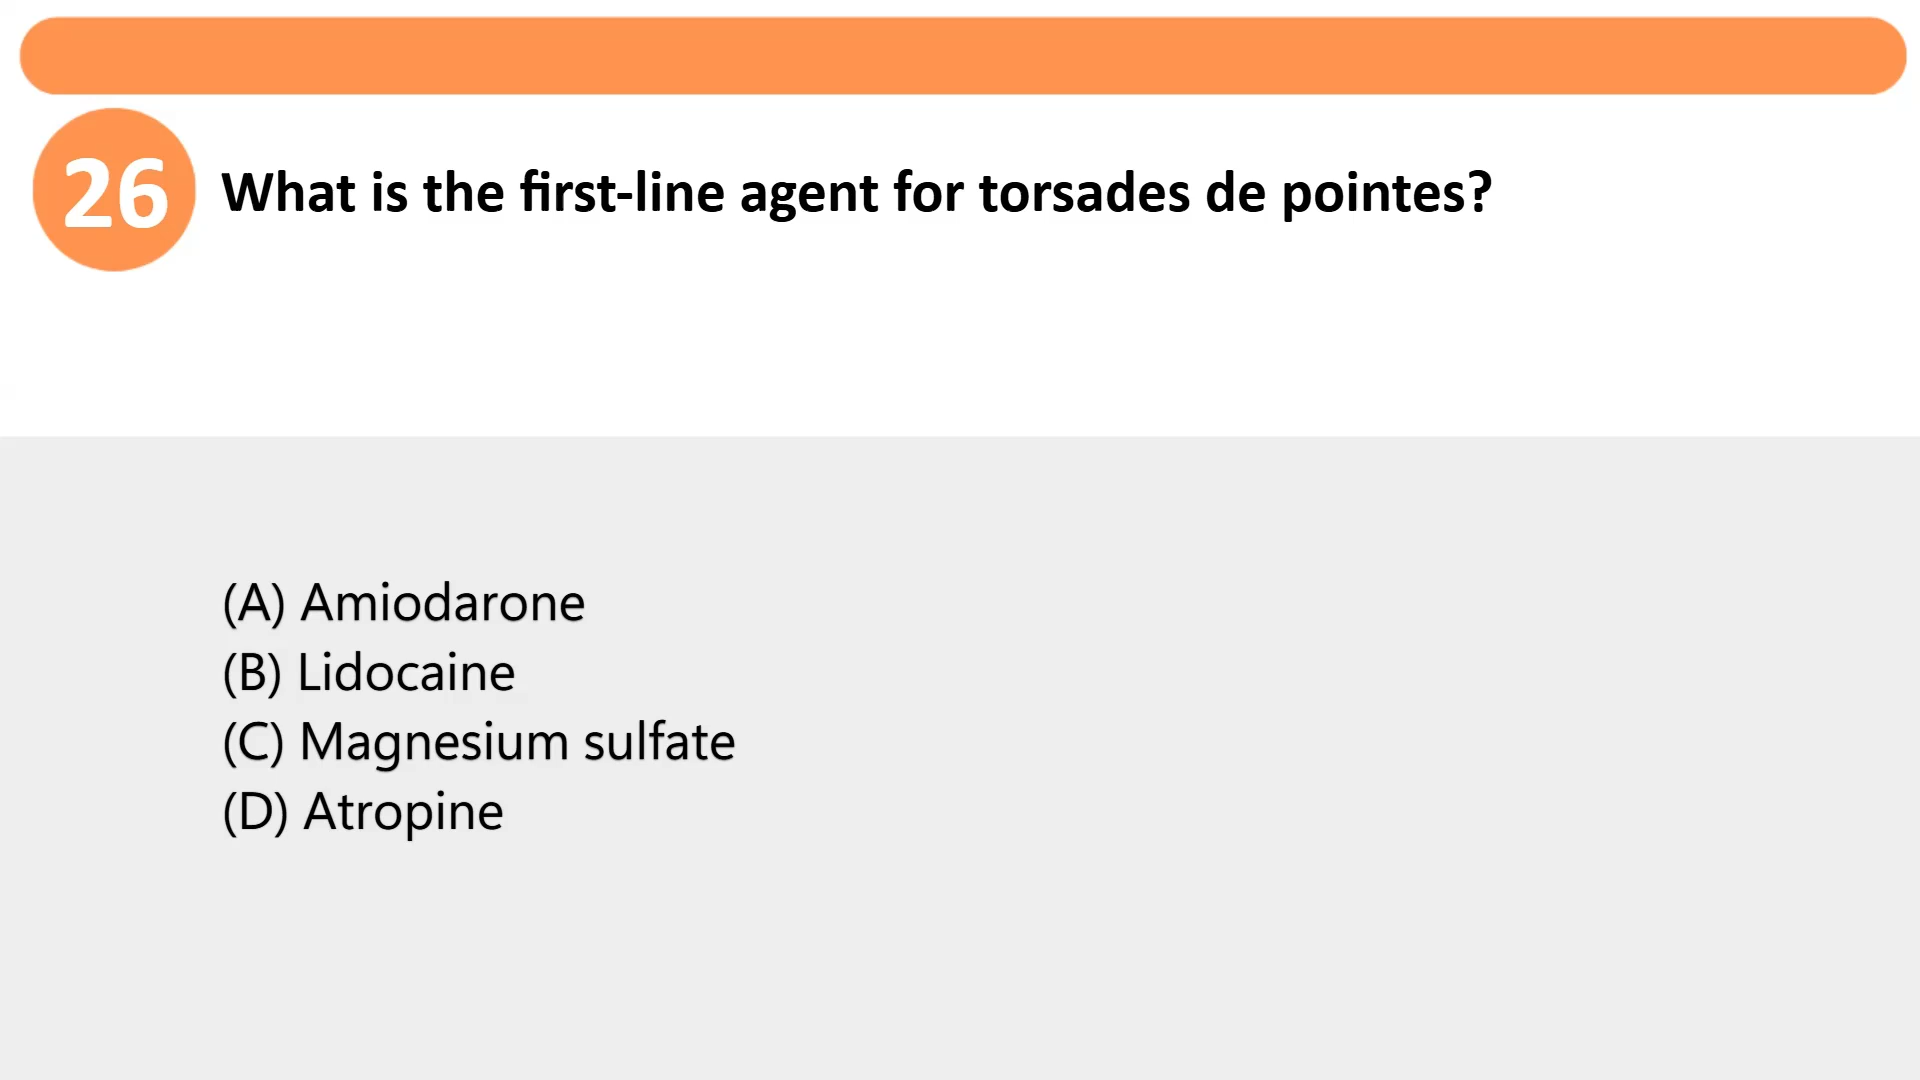 26
What is the first-line agent for torsades de pointes?
(A) Amiodarone
(B) Lidocaine
(C) Magnesium sulfate
(D) Atropine